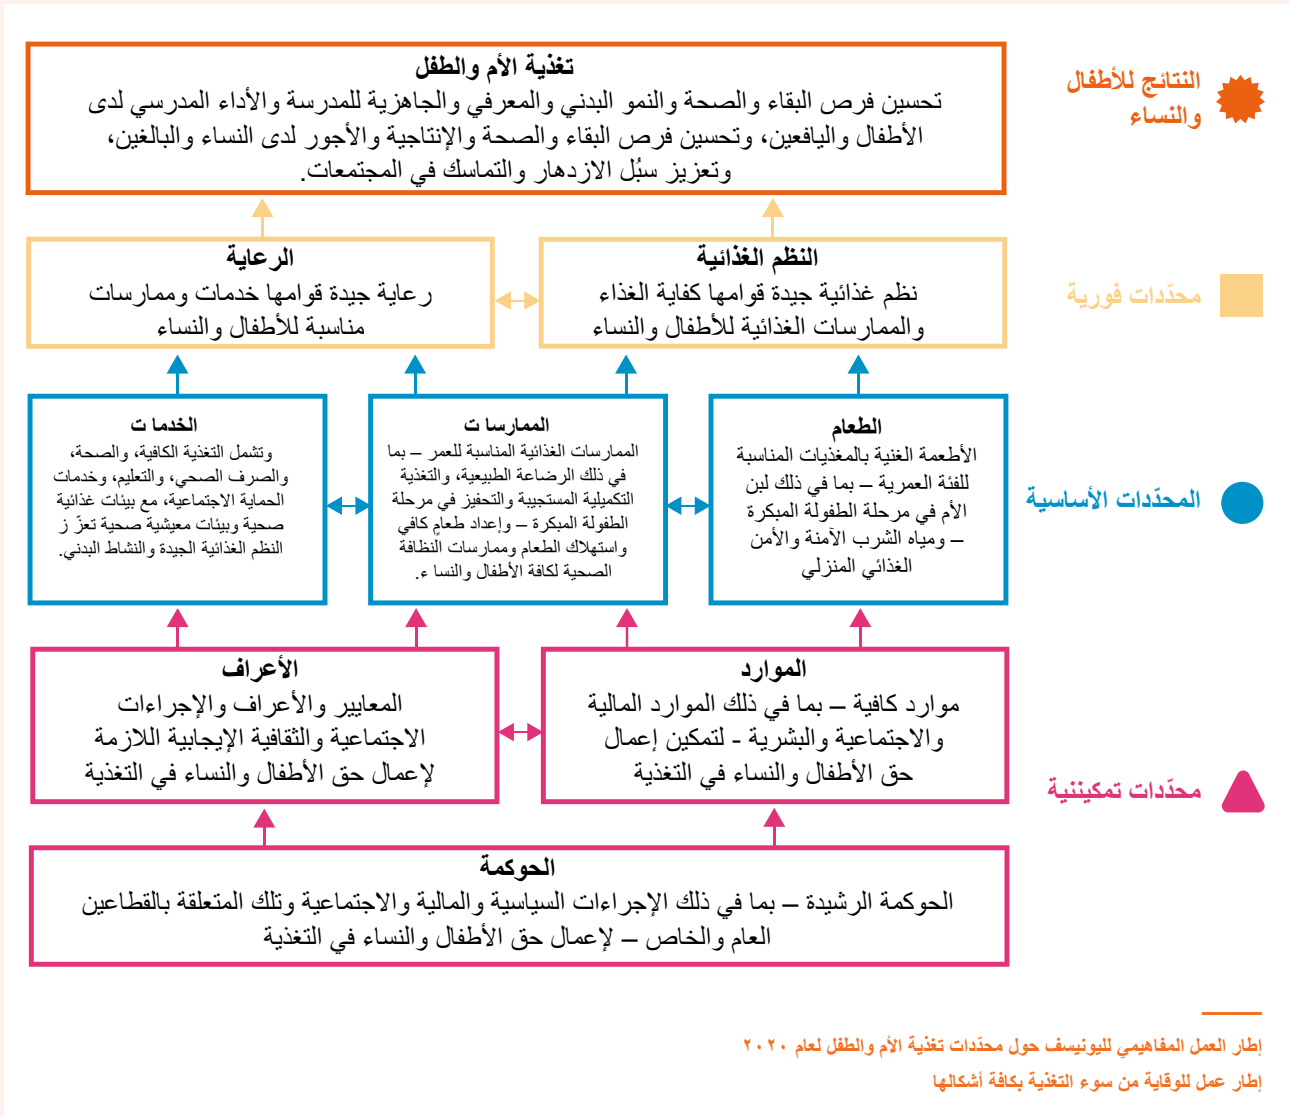 النتائج للأطفال
والنساء
تغذية الأم والطفل
تحسين فرص البقاء والصحة والنمو البدني والمعرفي والجاهزية للمدرسة والأداء المدرسي لدى
الأطفال واليافعين، وتحسين فرص البقاء والصحة والإنتاجية والأجور لدى النساء والبالغين،
وتعزيز سبُل الازدهار والتماسك في المجتمعات.
محدّدات فورية
النظم الغذائية
نظم غذائية جيدة قوامها كفاية الغذاء
والممارسات الغذائية للأطفال والنساء
الرعاية
رعاية جيدة قوامها خدمات وممارسات
مناسبة للأطفال والنساء
المحدّدات الأساسية
الطعام
الأطعمة الغنية بالمغذيات المناسبة
للفئة العمرية – بما في ذلك لبن
الأم في مرحلة الطفولة المبكرة
– ومياه الشرب الآمنة والأمن
الغذائي المنزلي
الممارسا ت
الممارسات الغذائية المناسبة للعمر – بما
في ذلك الرضاعة الطبيعية، والتغذية
التكميلية المستجيبة والتحفيز في مرحلة
الطفولة المبكرة – وإعداد طعامٍ كافي
واستهلاك الطعام وممارسات النظافة
الصحية لكافة الأطفال والنسا ء.
الخدما ت
وتشمل التغذية الكافية، والصحة،
والصرف الصحي، والتعليم، وخدمات
الحماية الاجتماعية، مع بيئات غذائية
صحية وبيئات معيشية صحية تعزّ ز
النظم الغذائية الجيدة والنشاط البدني.
محدّدات تمكيننية
الموارد
موارد كافية – بما في ذلك الموارد المالية
والاجتماعية والبشرية - لتمكين إعمال
حق الأطفال والنساء في التغذية
الأعراف
المعايير والأعراف والإجراءات
الاجتماعية والثقافية الإيجابية اللازمة
لإعمال حق الأطفال والنساء في التغذية
الحوكمة
الحوكمة الرشيدة – بما في ذلك الإجراءات السياسية والمالية والاجتماعية وتلك المتعلقة بالقطاعين
العام والخاص – لإعمال حق الأطفال والنساء في التغذية
إطار العمل المفاهيمي لليونيسف حول محدّدات تغذية الأم والطفل لعام ٢٠٢٠
إطار عمل للوقاية من سوء التغذية بكافة أشكالها